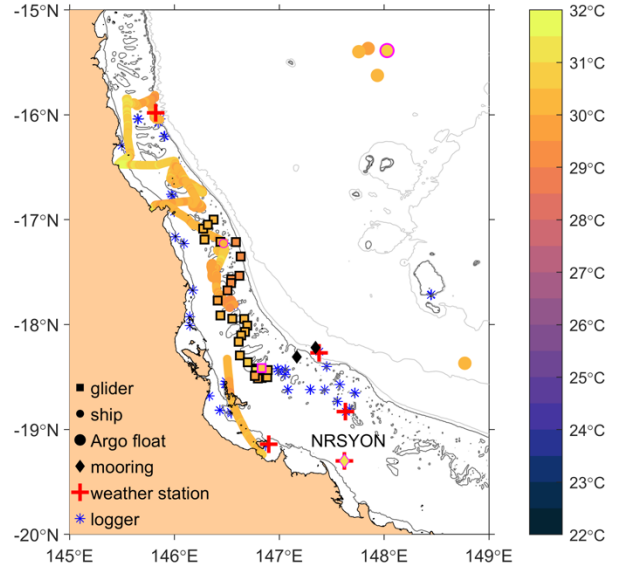 -15°N
-16°N
-17°N
-18°N
-19°N
-20°N
145°E
146°E
147°E
148°E
149°E
glider
ship
Argo float
mooring
weather station
logger
NRSYON
32°C
31°C
30°C
29°C
28°C
27°C
26°C
25°C
24°C
23°C
22°C